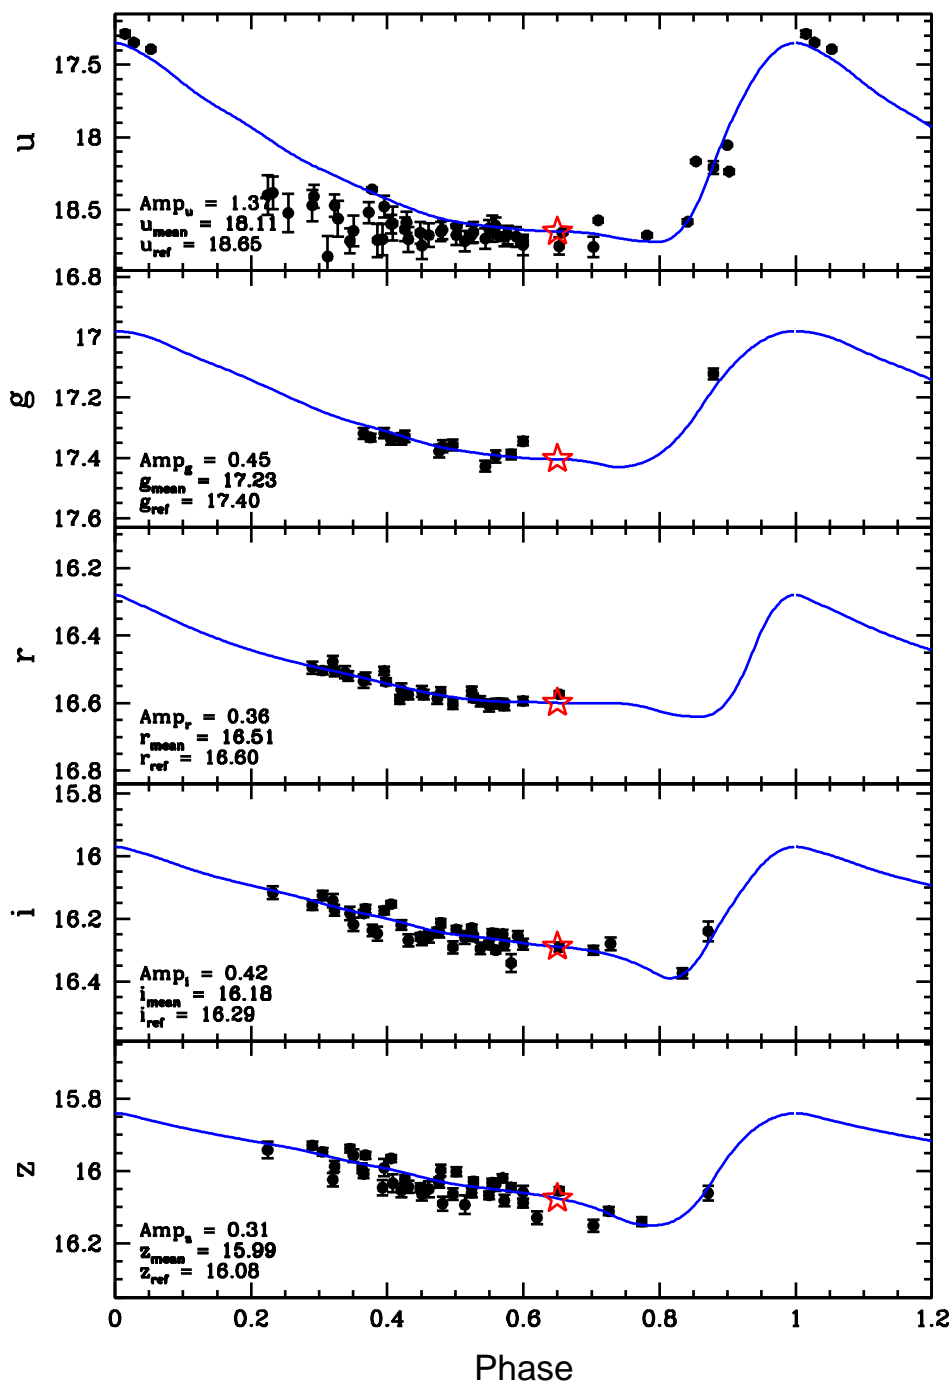 17.5
18
18.5
u
Amp_u = 1.37
u_mean = 18.11
u_ref = 18.65
16.8
17
17.2
17.4
17.6
g
Amp_g = 0.45
g_mean = 17.23
g_ref = 17.40
16.2
16.4
16.6
16.8
r
Amp_r = 0.36
r_mean = 16.51
r_ref = 16.60
15.8
16
16.2
16.4
i
Amp_i = 0.42
i_mean = 16.18
i_ref = 16.29
15.8
16
16.2
z
Amp_z = 0.31
z_mean = 15.99
z_ref = 16.08
0 0.2 0.4 0.6 0.8 1 1.2
Phase